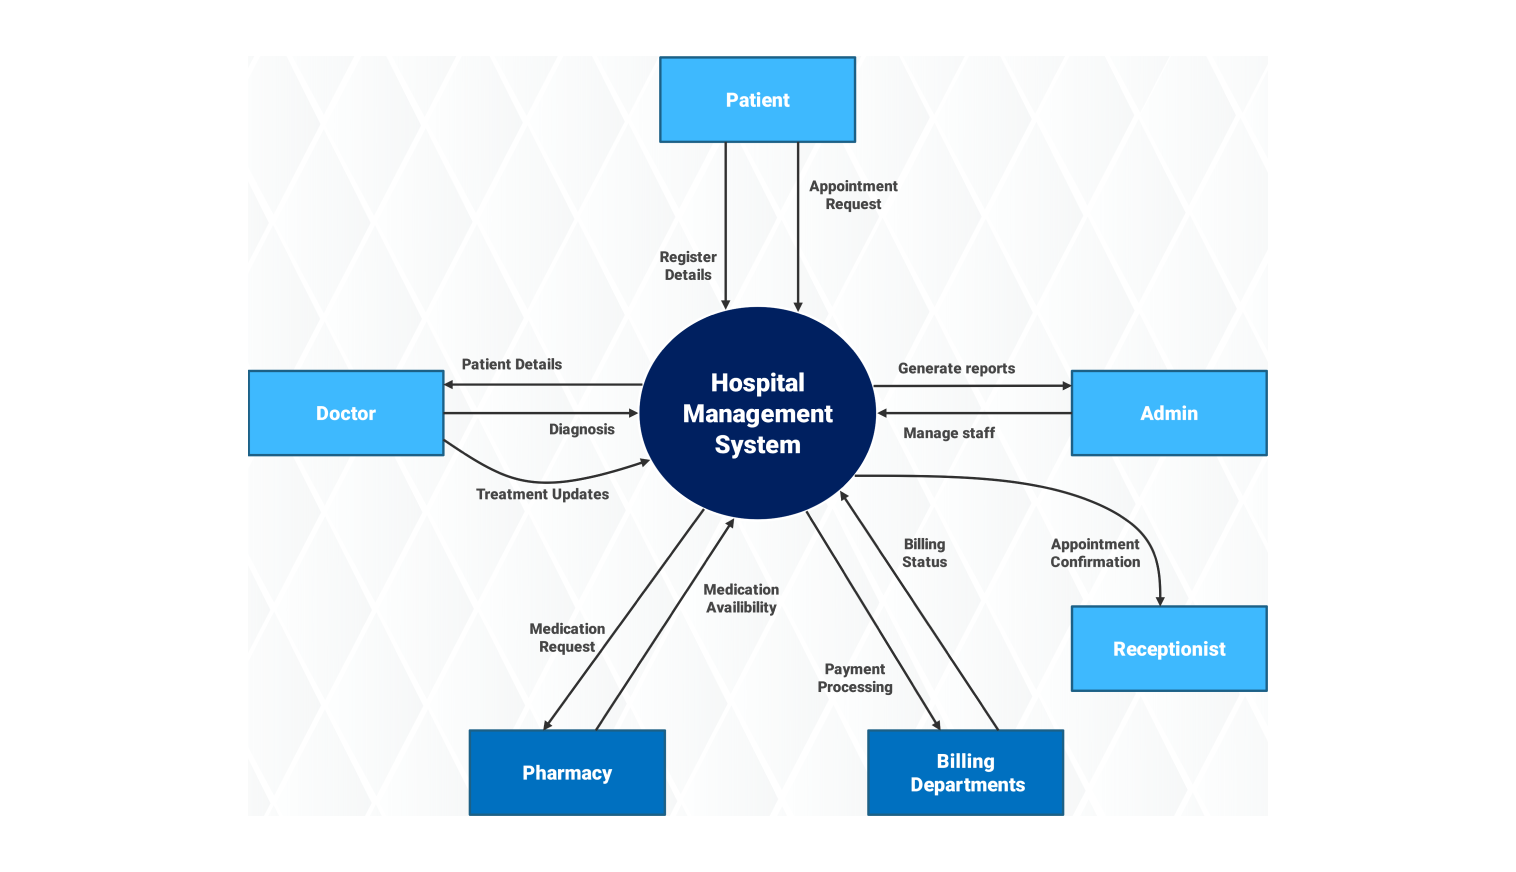 Patient
Appointment
Request
Register
Details
Patient Details
Generate reports
Hospital
Management
System
Doctor
Admin
Diagnosis
Manage staff
Treatment Updates
Billing
Status
Appointment
Confirmation
Medication
Availibility
Medication
Request
Receptionist
Payment
Processing
Pharmacy
Billing
Departments